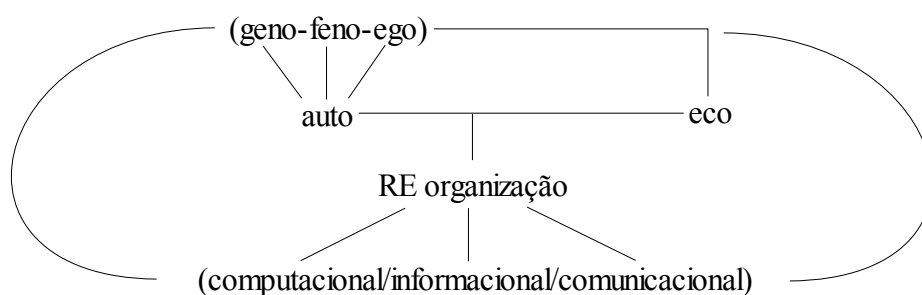 (geno-feno-ego)
auto eco
RE organização
(computacional/informacional/comunicacional)